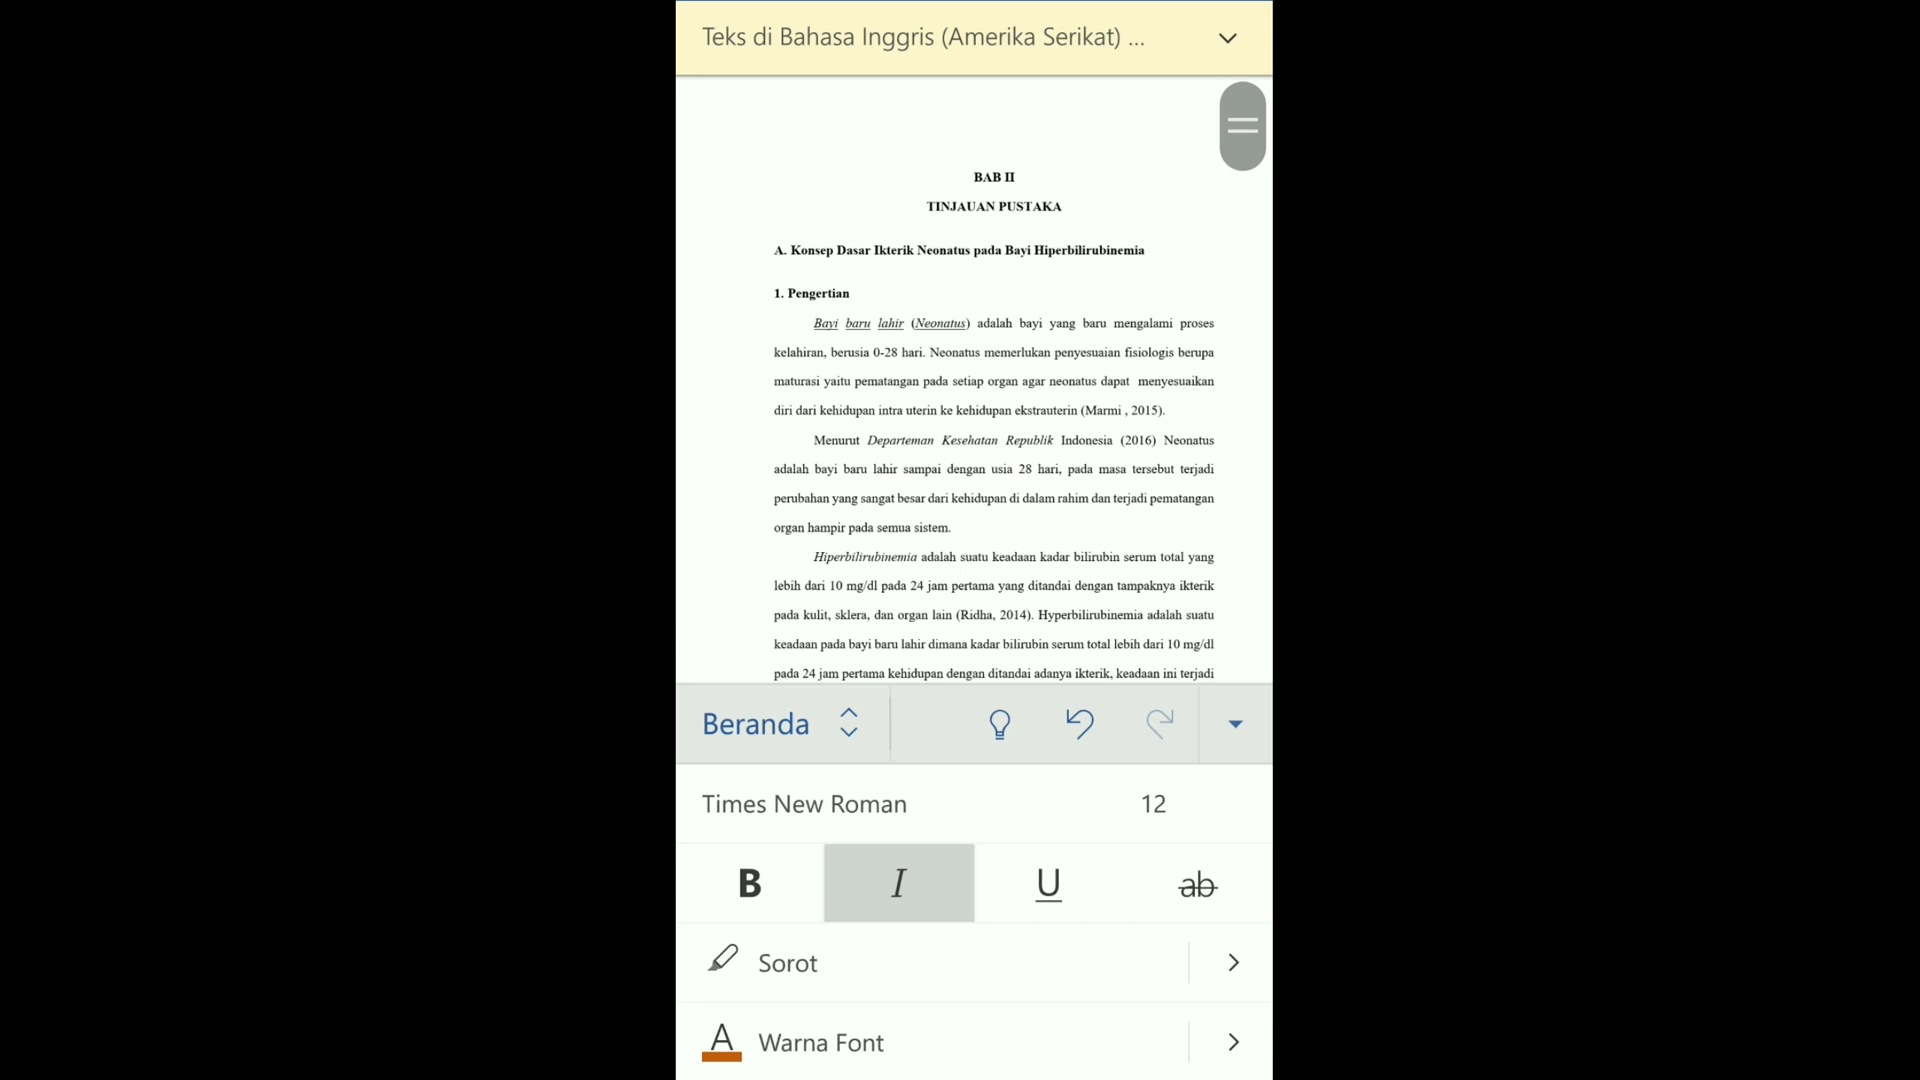 Teks di Bahasa Inggris (Amerika Serikat) ...
BAB II
TINJAUAN PUSTAKA
A. Konsep Dasar Ikterik Neonatus pada Bayi Hiperbilirubinemia
1. Pengertian
Bayi baru lahir (Neonatus) adalah bayi yang baru mengalami proses
kelahiran, berusia 0-28 hari. Neonatus memerlukan penyesuaian fisiologis berupa
maturasi yaitu pematangan pada setiap organ agar neonatus dapat menyesuaikan
diri dari kehidupan intra uterin ke kehidupan ekstrauterin (Marmi , 2015).
Menurut Departeman Kesehatan Republik Indonesia (2016) Neonatus
adalah bayi baru lahir sampai dengan usia 28 hari, pada masa tersebut terjadi
perubahan yang sangat besar dari kehidupan di dalam rahim dan terjadi pematangan
organ hampir pada semua sistem.
Hiperbilirubinemia adalah suatu keadaan kadar bilirubin serum total yang
lebih dari 10 mg/dl pada 24 jam pertama yang ditandai dengan tampaknya ikterik
pada kulit, sklera, dan organ lain (Ridha, 2014). Hyperbilirubinemia adalah suatu
keadaan pada bayi baru lahir dimana kadar bilirubin serum total lebih dari 10 mg/dl
pada 24 jam pertama kehidupan dengan ditandai adanya ikterik, keadaan ini terjadi
Beranda
Times New Roman 12
B I U ab
Sorot
A Warna Font